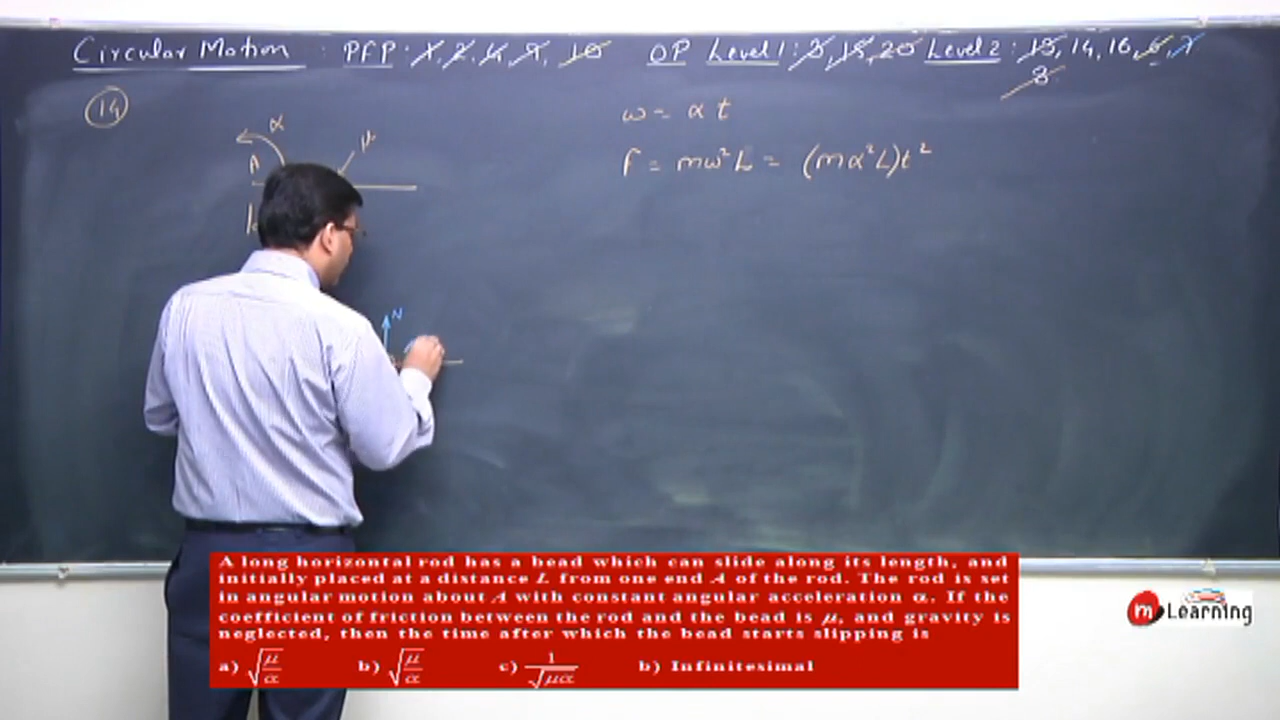 Circular Motion : PFP : 1, 2, 4, 9, 10 OP Level 1 : 3, 15, 20 Level 2 : 13, 14, 16, 6, 7
8
14
α
μ
A
ω = α t
f = mω²L = (mα²L)t²
N
A long horizontal rod has a bead which can slide along its length, and
initially placed at a distance L from one end A of the rod. The rod is set
in angular motion about A with constant angular acceleration α. If the
coefficient of friction between the rod and the bead is μ, and gravity is
neglected, then the time after which the bead starts slipping is
a) √μ/α b) √μ/α c) 1/√μα b) Infinitesimal
m Learning